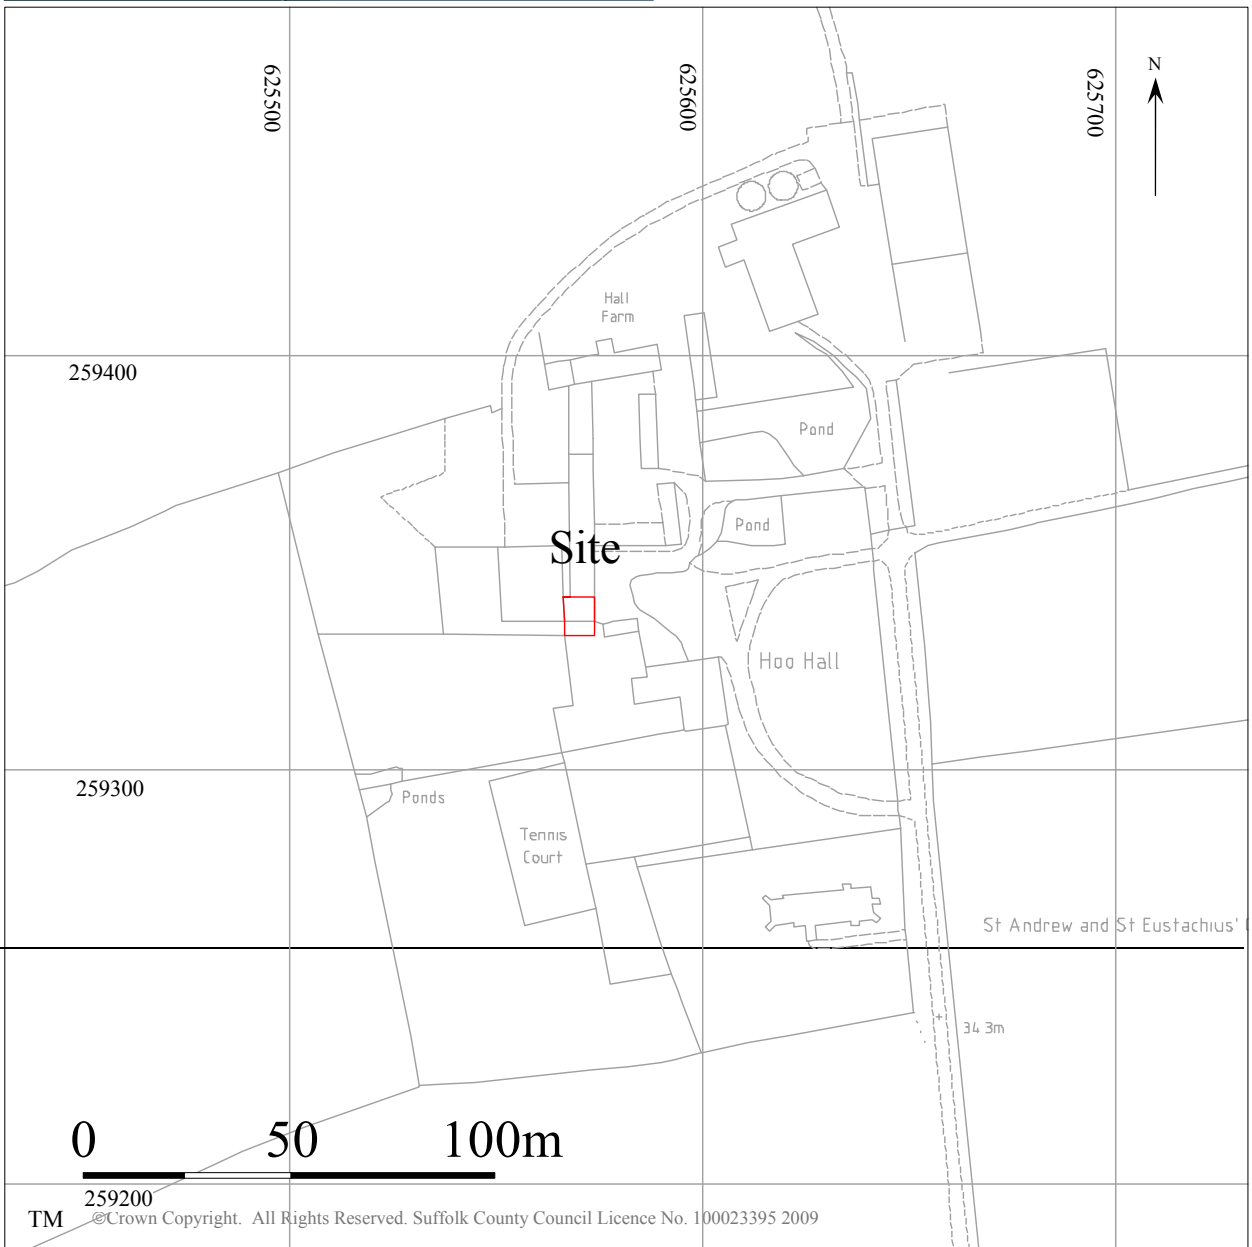 625500
625600
625700
N
Hall
Farm
259400
Pond
Pond
Site
Hoo Hall
259300
Ponds
Tennis
Court
St Andrew and St Eustachius'
34 3m
0 50 100m
259200
TM ©Crown Copyright. All Rights Reserved. Suffolk County Council Licence No. 100023395 2009